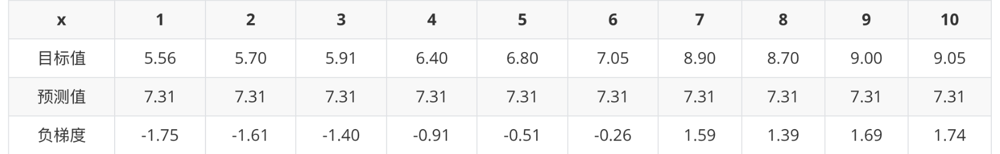 x 1 2 3 4 5 6 7 8 9 10
目标值 5.56 5.70 5.91 6.40 6.80 7.05 8.90 8.70 9.00 9.05
预测值 7.31 7.31 7.31 7.31 7.31 7.31 7.31 7.31 7.31 7.31
负梯度 -1.75 -1.61 -1.40 -0.91 -0.51 -0.26 1.59 1.39 1.69 1.74